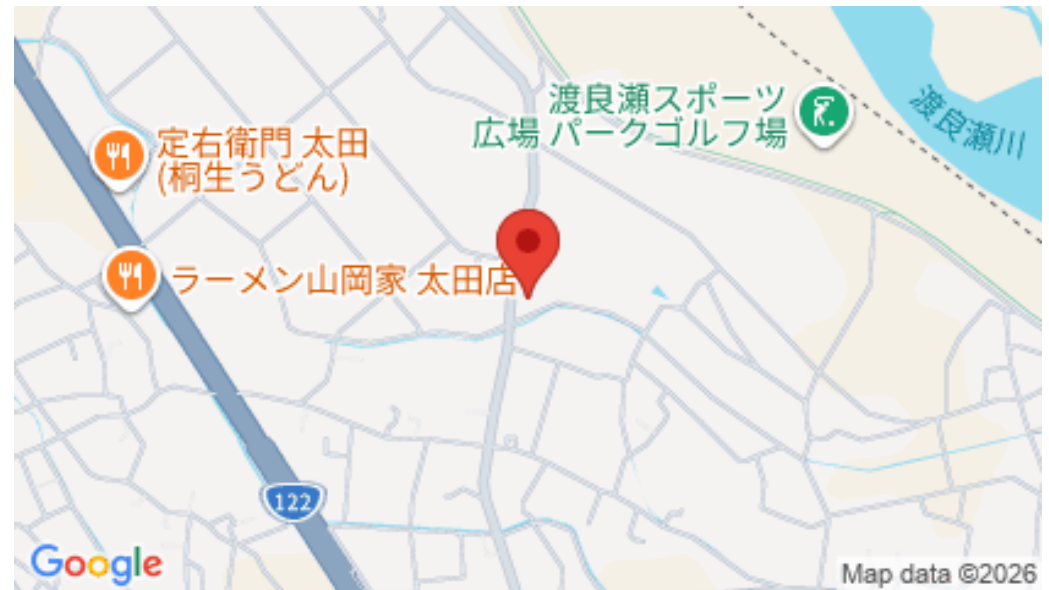 渡良瀬スポーツ
広場 パークゴルフ場
渡良瀬川
定右衛門 太田
(桐生うどん)
ラーメン山岡家 太田店
122
Google
Map data ©2026